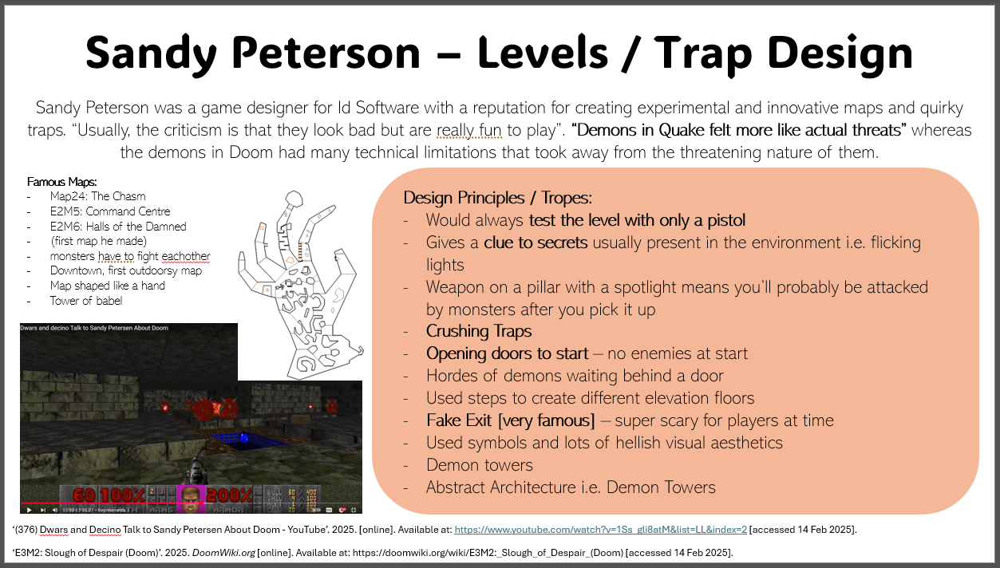 Sandy Peterson – Levels / Trap Design
Sandy Peterson was a game designer for Id Software with a reputation for creating experimental and innovative maps and quirky
traps. “Usually, the criticism is that they look bad but are really fun to play”. “Demons in Quake felt more like actual threats” whereas
the demons in Doom had many technical limitations that took away from the threatening nature of them.
Famous Maps:
- Map24: The Chasm
- E2M5: Command Centre
- E2M6: Halls of the Damned
- (first map he made)
- monsters have to fight eachother
- Downtown, first outdoorsy map
- Map shaped like a hand
- Tower of babel
Dwars and decino Talk to Sandy Petersen About Doom
60 100% 200%
ARMS ARMOR
51:00 / 1:36:07 • Key moments
Design Principles / Tropes:
- Would always test the level with only a pistol
- Gives a clue to secrets usually present in the environment i.e. flicking
lights
- Weapon on a pillar with a spotlight means you’ll probably be attacked
by monsters after you pick it up
- Crushing Traps
- Opening doors to start – no enemies at start
- Hordes of demons waiting behind a door
- Used steps to create different elevation floors
- Fake Exit [very famous] – super scary for players at time
- Used symbols and lots of hellish visual aesthetics
- Demon towers
- Abstract Architecture i.e. Demon Towers
‘(376) Dwars and Decino Talk to Sandy Petersen About Doom - YouTube’. 2025. [online]. Available at: https://www.youtube.com/watch?v=1Ss_gli8atM&list=LL&index=2 [accessed 14 Feb 2025].
‘E3M2: Slough of Despair (Doom)’. 2025. DoomWiki.org [online]. Available at: https://doomwiki.org/wiki/E3M2:_Slough_of_Despair_(Doom) [accessed 14 Feb 2025].